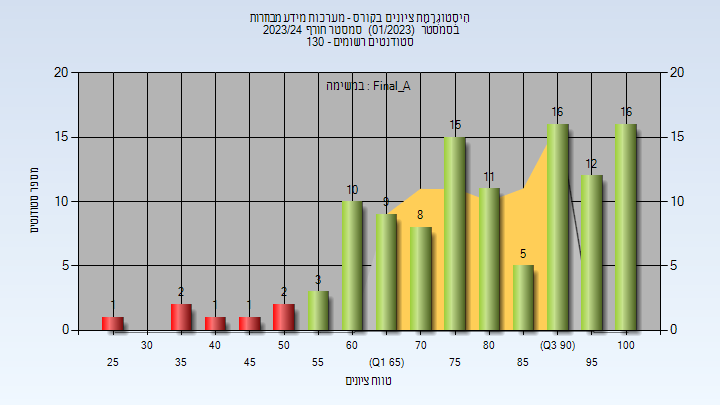 היסטוגרמת ציונים בקורס - מערכות מידע מבוזרות
בסמסטר (01/2023) סמסטר חורף 2023/24
סטודנטים רשומים - 130
במשימה : Final_A
מספר סטודנטים
20 20
15 15
10 10
5 5
0 0
1 2 1 1 2 3 10 9 8 15 11 5 16 12 16
30 40 50 60 70 80 (Q3 90) 100
25 35 45 55 (Q1 65) 75 85 95
טווח ציונים